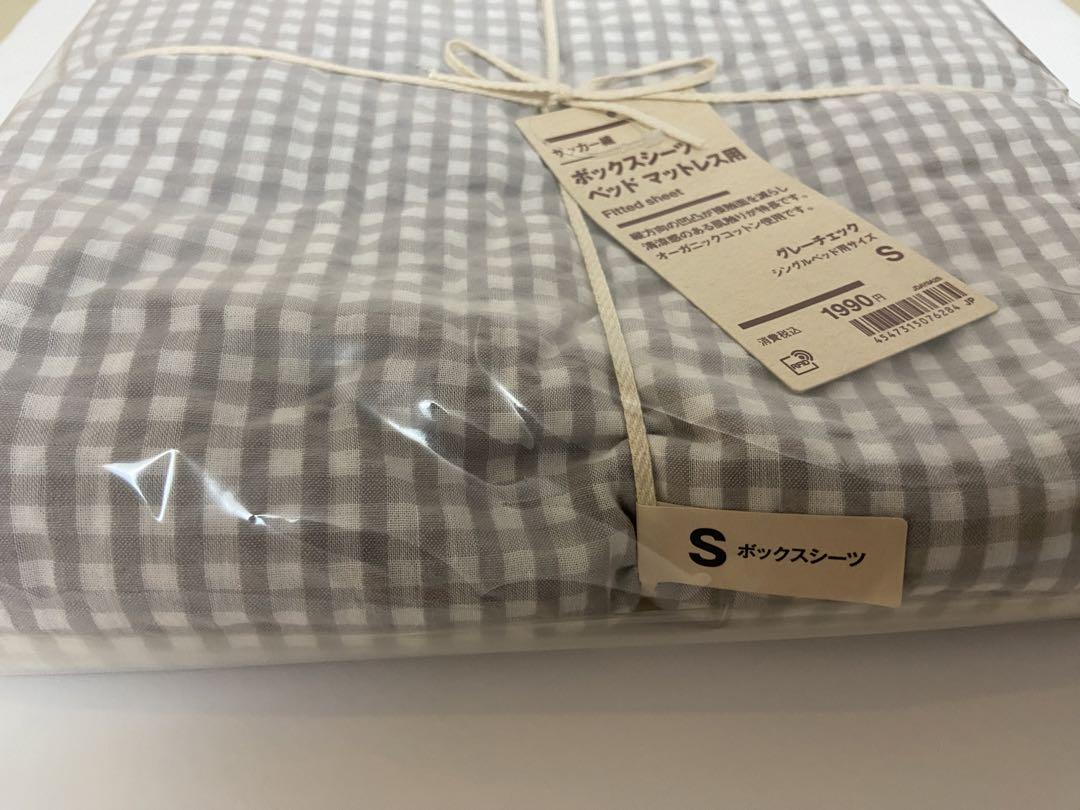 サッカー織
ボックスシーツ
ベッド マットレス用
Fitted sheet
縦方向の凹凸が接触面を減らし
清涼感のある肌触りが特長です。
オーガニックコットン使用です。
グレーチェック
シングルベッド用サイズ
S
消費税込 1990円
4547315076284 JP
RFID
S ボックスシーツ